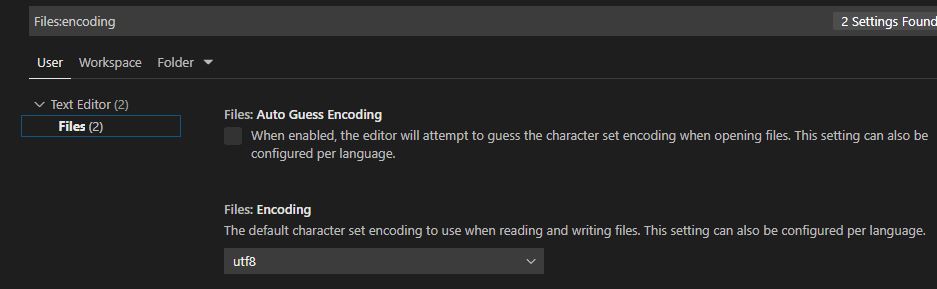 Files:encoding
2 Settings Found
User Workspace Folder
Text Editor (2)
Files (2)
Files: Auto Guess Encoding
When enabled, the editor will attempt to guess the character set encoding when opening files. This setting can also be
configured per language.
Files: Encoding
The default character set encoding to use when reading and writing files. This setting can also be configured per language.
utf8